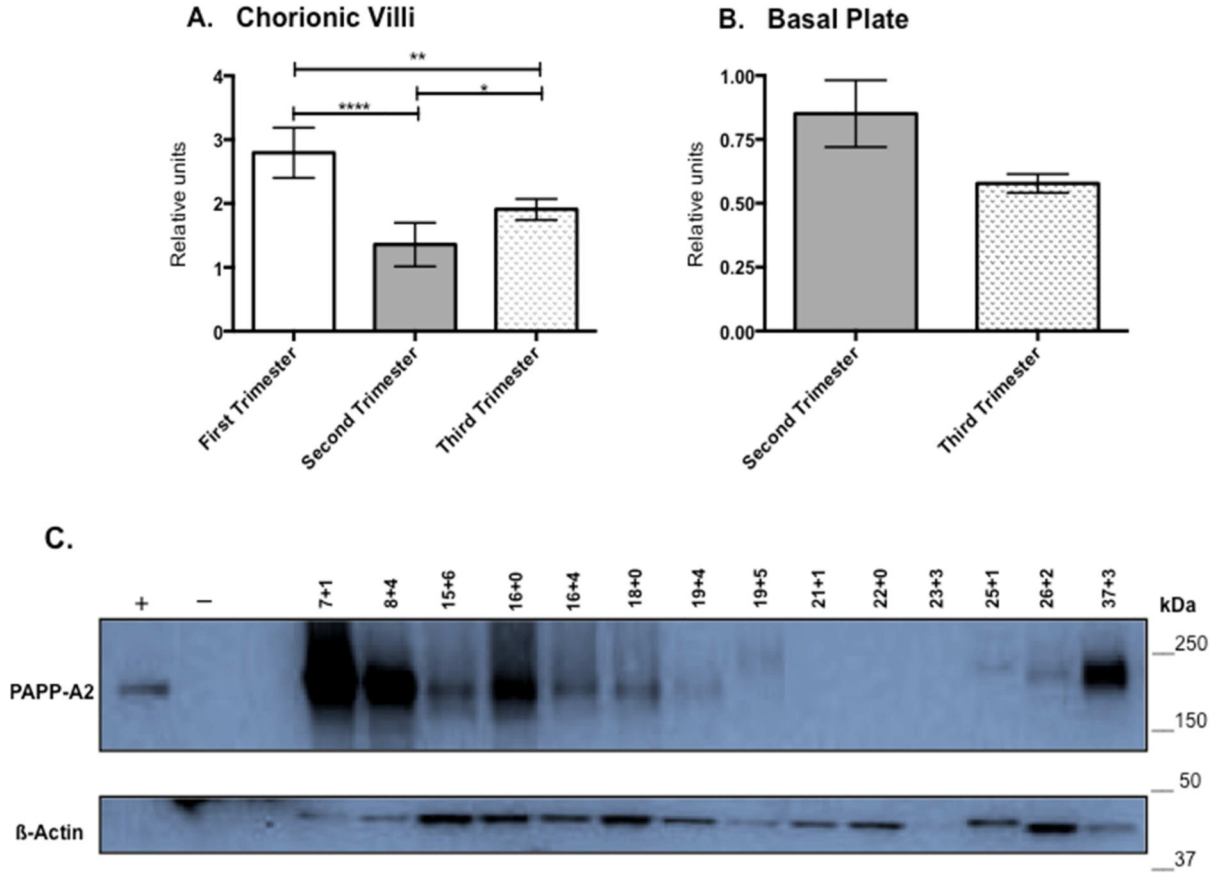 A. Chorionic Villi
**
*
****
4
3
2
1
0
Relative units
First Trimester
Second Trimester
Third Trimester
B. Basal Plate
1.00
0.75
0.50
0.25
0.00
Relative units
Second Trimester
Third Trimester
C.
+ – 7+1 8+4 15+6 16+0 16+4 18+0 19+4 19+5 21+1 22+0 23+3 25+1 26+2 37+3 kDa
250
PAPP-A2
150
50
ß-Actin
37